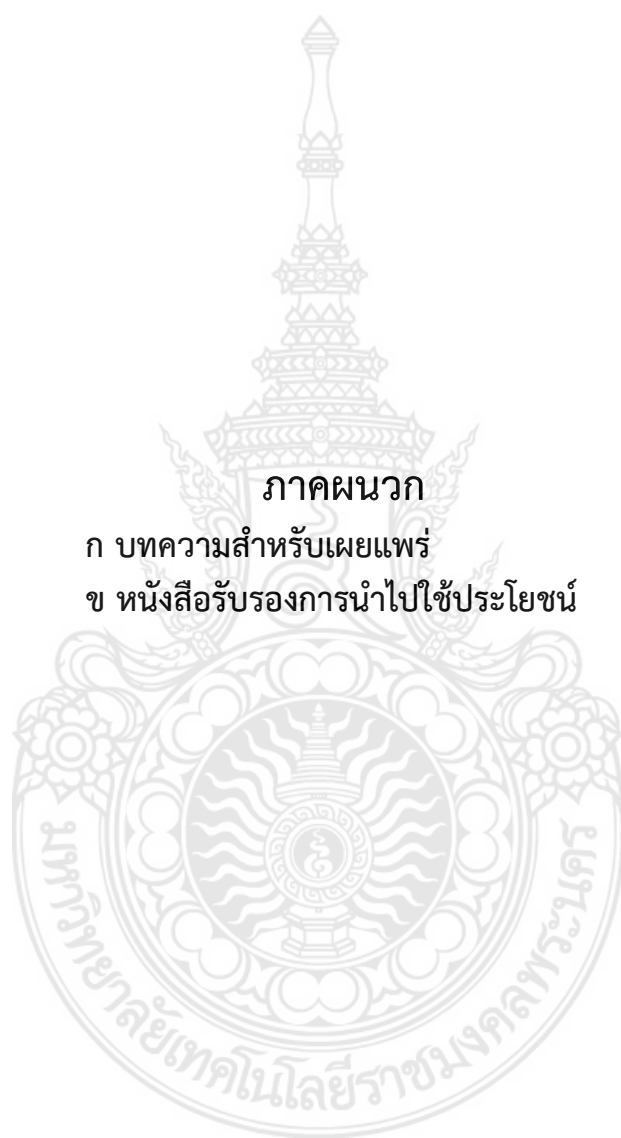 ภาคผนวก
ก บทความสำหรับเผยแพร่
ข หนังสือรับรองการนำไปใช้ประโยชน์
มหาวิทยาลัยเทคโนโลยีราชมงคลพระนคร